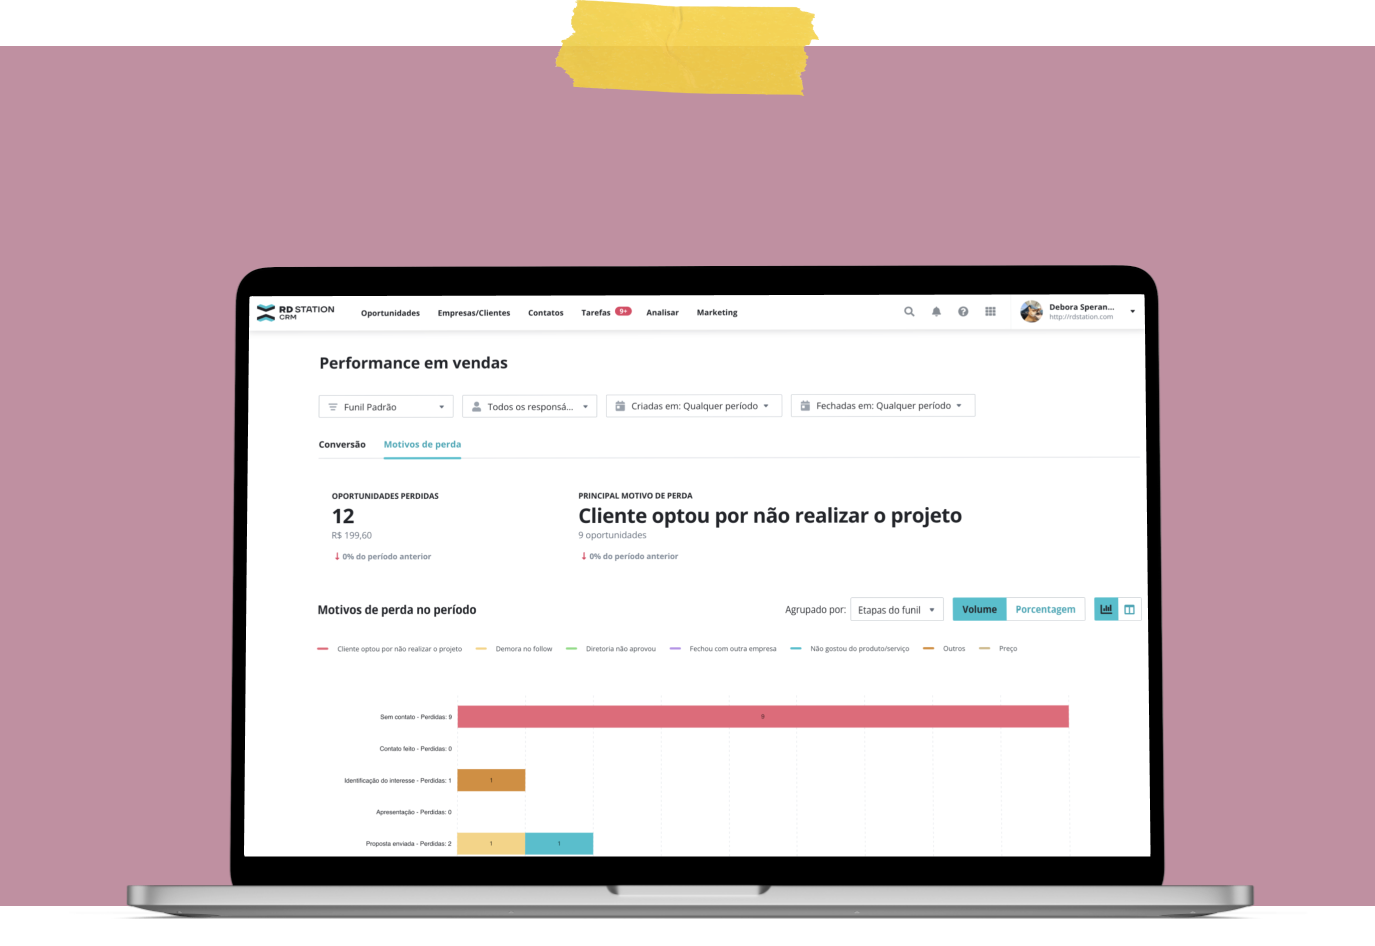 RD STATION
CRM
Oportunidades
Empresas/Clientes
Contatos
Tarefas 9+
Analisar
Marketing
Debora Speran...
http://rdstation.com
Performance em vendas
Funil Padrão
Todos os responsá...
Criadas em: Qualquer período
Fechadas em: Qualquer período
Conversão
Motivos de perda
OPORTUNIDADES PERDIDAS
12
R$ 199,60
↓ 0% do período anterior
PRINCIPAL MOTIVO DE PERDA
Cliente optou por não realizar o projeto
9 oportunidades
↓ 0% do período anterior
Motivos de perda no período
Agrupado por: Etapas do funil
Volume
Porcentagem
Cliente optou por não realizar o projeto
Demora no follow
Diretoria não aprovou
Fechou com outra empresa
Não gostou do produto/serviço
Outros
Preço
Sem contato - Perdidas: 9
9
Contato feito - Perdidas: 0
Identificação do interesse - Perdidas: 1
1
Apresentação - Perdidas: 0
Proposta enviada - Perdidas: 2
1
1